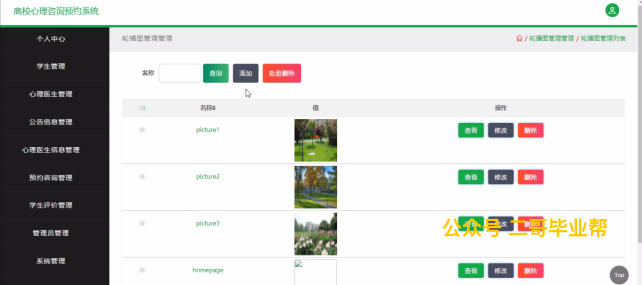 高校心理咨询预约系统
个人中心
学生管理
心理医生管理
公告信息管理
心理医生信息管理
预约咨询管理
学生评价管理
管理员管理
系统管理
轮播图管理管理
/ 轮播图管理管理 / 轮播图管理列表
名称 查询 添加 批量删除
名称 值 操作
picture1 查看 修改 删除
picture2 查看 修改 删除
picture3 查看 修改 删除
公众号 二哥毕业帮
homepage 查看 修改 删除
Top